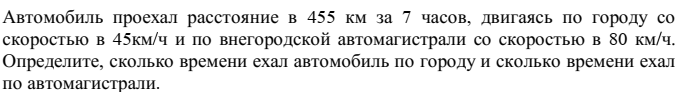 Автомобиль проехал расстояние в 455 км за 7 часов, двигаясь по городу со
скоростью в 45км/ч и по внегородской автомагистрали со скоростью в 80 км/ч.
Определите, сколько времени ехал автомобиль по городу и сколько времени ехал
по автомагистрали.